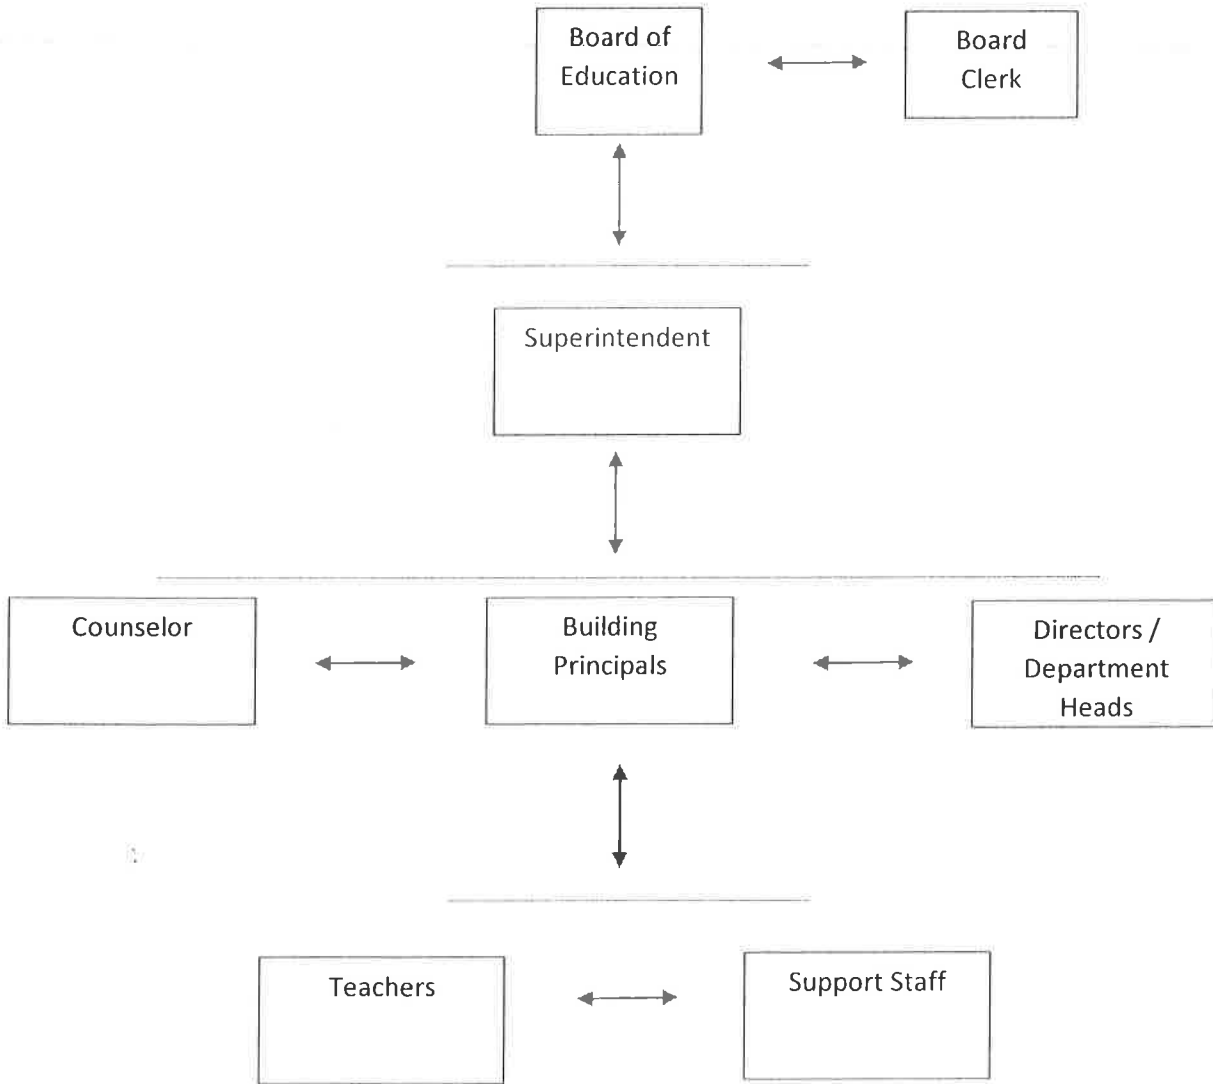 Board of
Education
Board
Clerk
Superintendent
Counselor
Building
Principals
Directors /
Department
Heads
Teachers
Support Staff